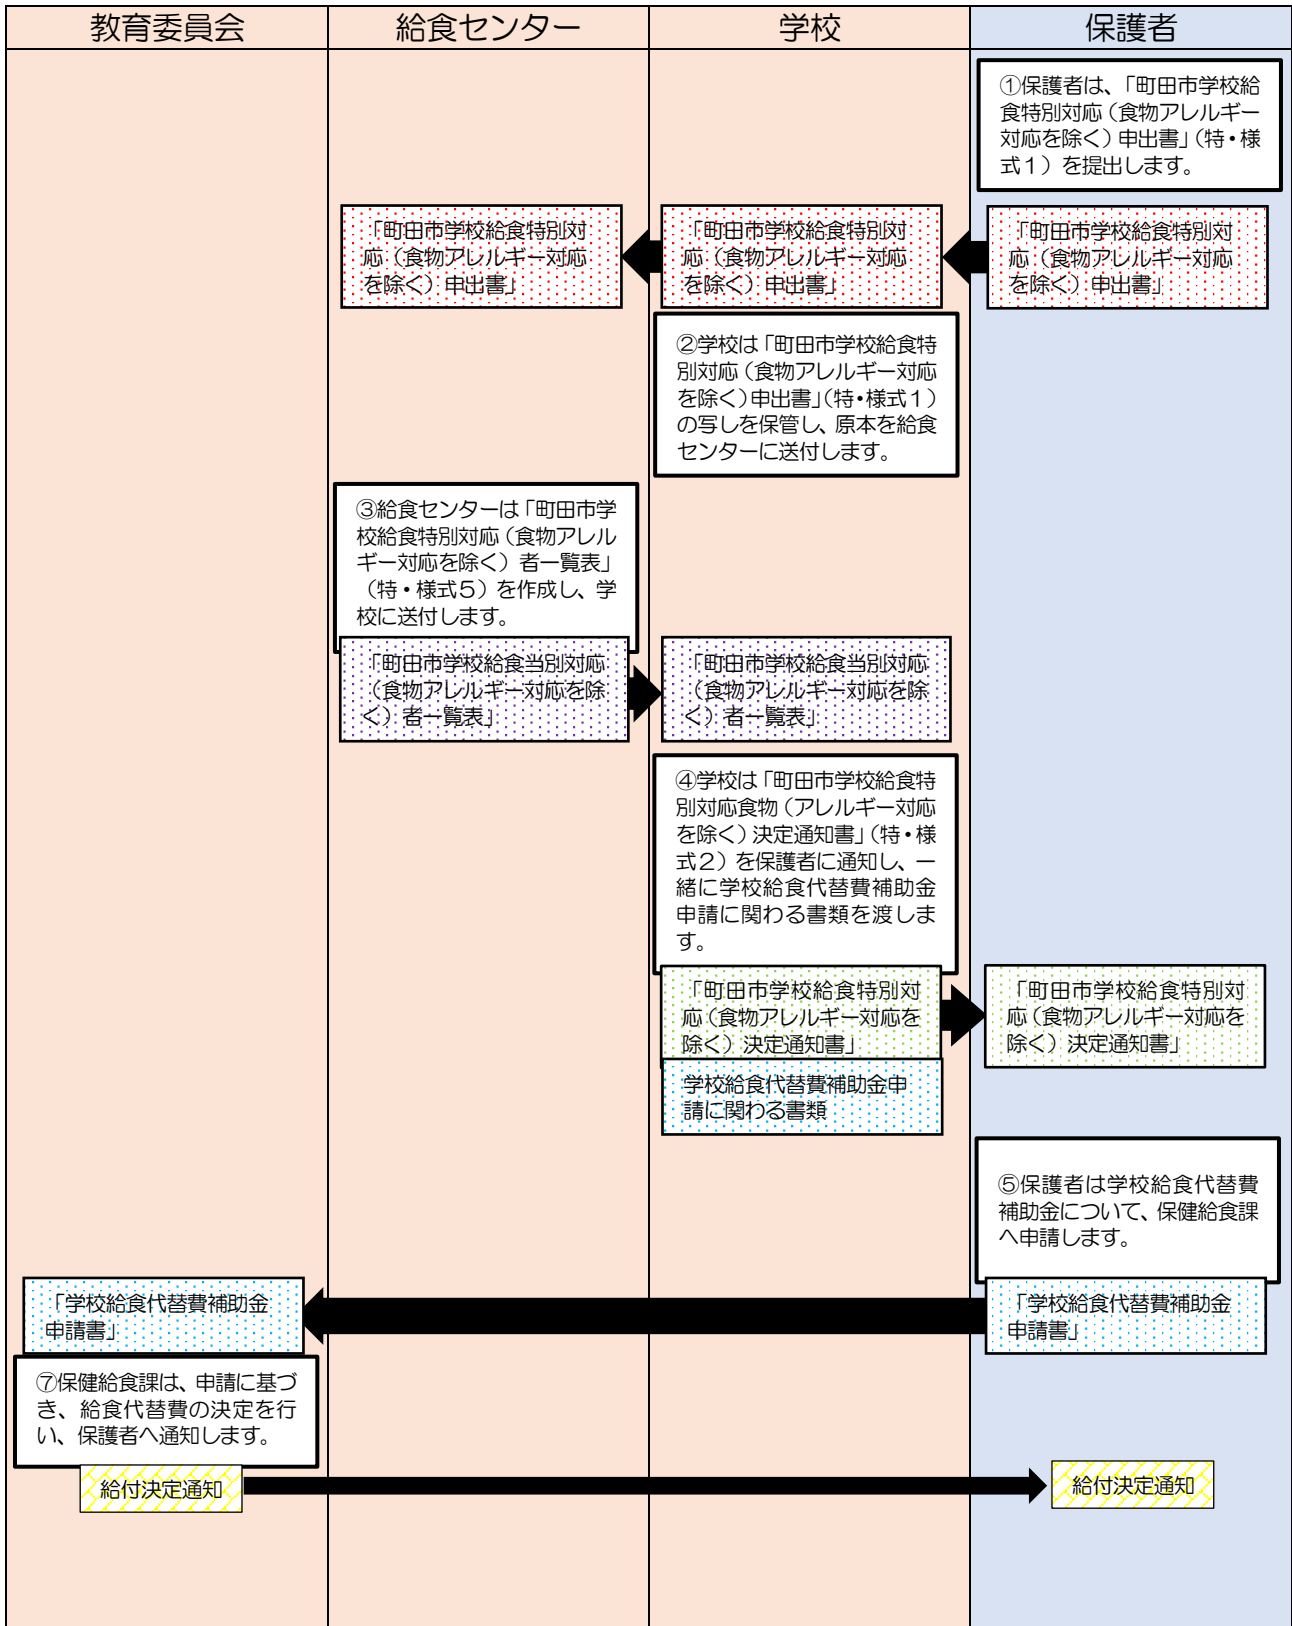 教育委員会
給食センター
学校
保護者
①保護者は、「町田市学校給
食特別対応（食物アレルギー
対応を除く）申出書」（特・様
式１）を提出します。
「町田市学校給食特別対
応（食物アレルギー対応
を除く）申出書」
「町田市学校給食特別対
応（食物アレルギー対応
を除く）申出書」
「町田市学校給食特別対
応（食物アレルギー対応
を除く）申出書」
②学校は「町田市学校給食特
別対応（食物アレルギー対応
を除く）申出書」（特・様式１）
の写しを保管し、原本を給食
センターに送付します。
③給食センターは「町田市学
校給食特別対応（食物アレル
ギー対応を除く）者一覧表」
（特・様式５）を作成し、学
校に送付します。
「町田市学校給食当別対応
（食物アレルギー対応を除
く）者一覧表」
「町田市学校給食当別対応
（食物アレルギー対応を除
く）者一覧表」
④学校は「町田市学校給食特
別対応食物（アレルギー対応
を除く）決定通知書」（特・様
式２）を保護者に通知し、一
緒に学校給食代替費補助金
申請に関わる書類を渡しま
す。
「町田市学校給食特別対
応（食物アレルギー対応を
除く）決定通知書」
「町田市学校給食特別対
応（食物アレルギー対応を
除く）決定通知書」
学校給食代替費補助金申
請に関わる書類
⑤保護者は学校給食代替費
補助金について、保健給食課
へ申請します。
「学校給食代替費補助金
申請書」
「学校給食代替費補助金
申請書」
⑦保健給食課は、申請に基づ
き、給食代替費の決定を行
い、保護者へ通知します。
給付決定通知
給付決定通知